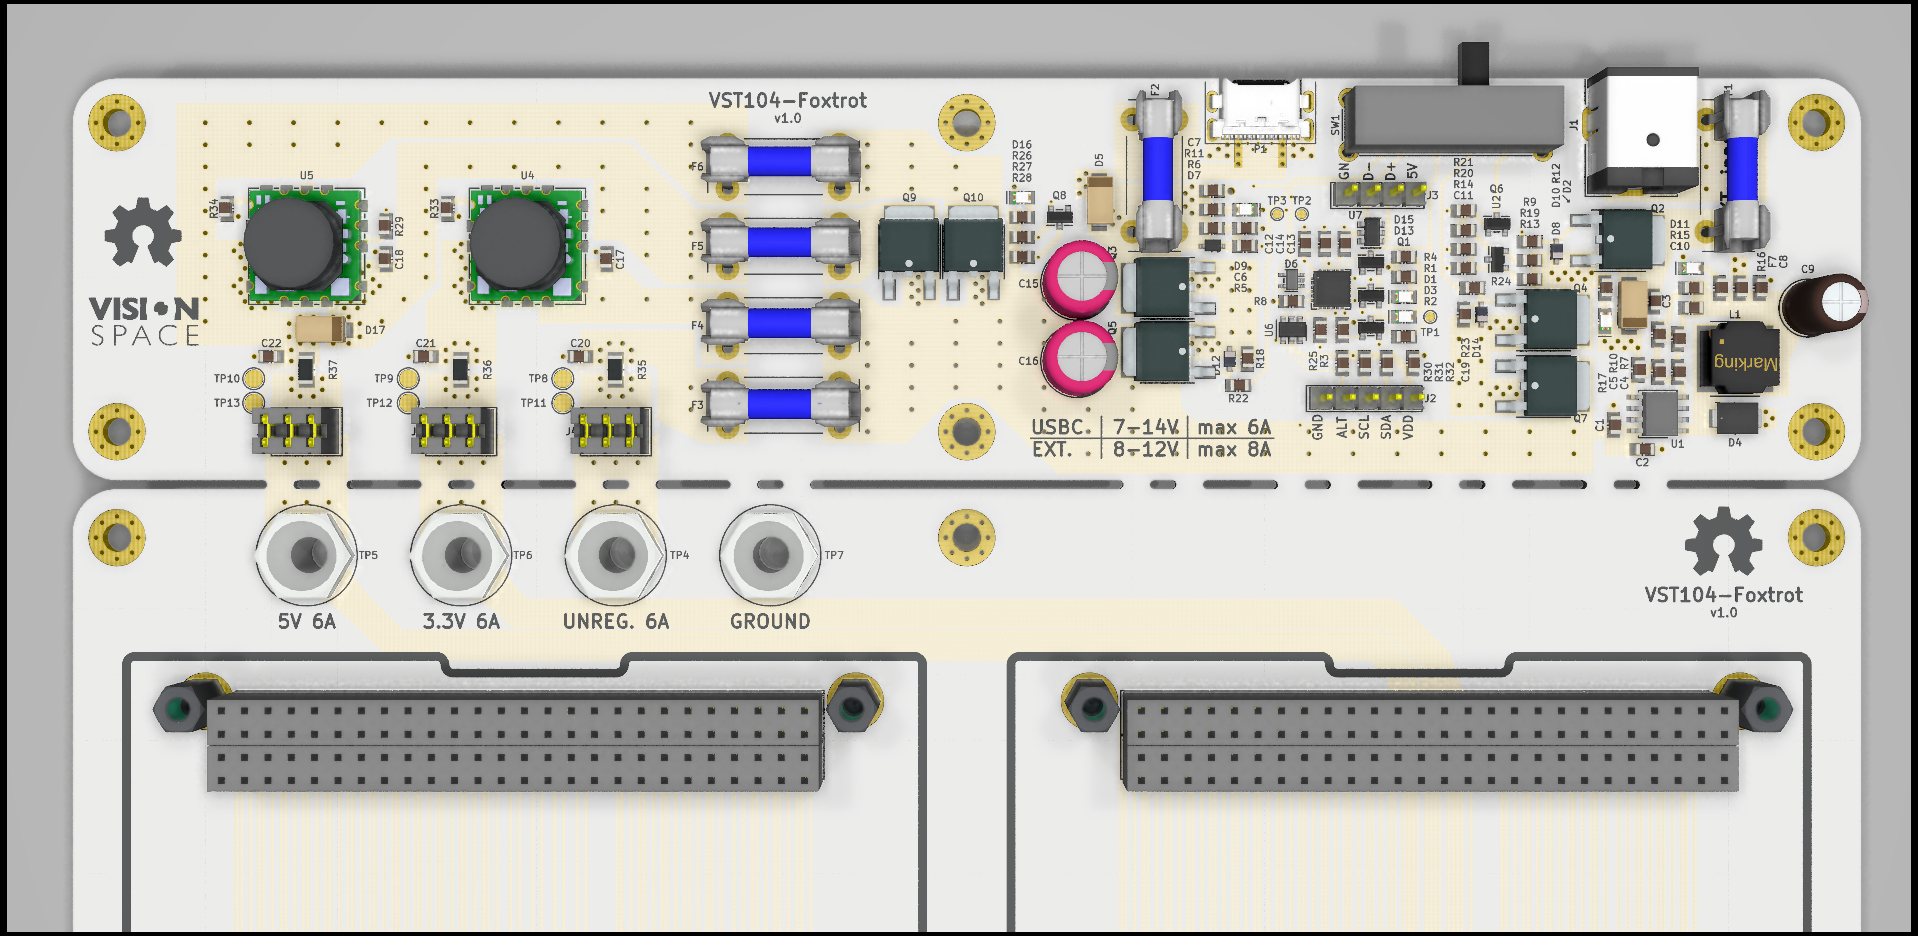 VST104-Foxtrot
v1.0
F2
F1
SW1
J1
P1
U5
U4
F6
F5
F4
F3
R34
R29
C18
R33
C17
VISION
SPACE
D17
C22
C21
C20
R37
R36
R35
TP10
TP13
TP9
TP12
TP8
TP11
Q9
Q10
D16
R26
R27
R28
Q8
D5
C7
R11
R6
D7
C15
C16
Q3
Q5
TP3
TP2
GN
D-
D+
5V
J3
U7
D15
D13
Q1
C12
C14
C13
D9
C6
R5
D6
R8
U6
R4
R1
D1
D3
R2
TP1
R25
R3
R18
R22
R30
R31
R32
J2
GND
ALT
SCL
SDA
VDD
R21
R20
R14
C11
Q6
U2
R9
R19
R13
R12
D10
D2
D8
R24
R23
D14
C19
Q2
Q4
Q7
D11
R15
C10
R16
F7
C8
C9
C3
L1
Marking
R17
R10
C5
R7
C4
C1
C2
U1
D4
USBC. | 7-14V | max 6A
EXT. | 8-12V | max 8A
TP5
TP6
TP4
TP7
5V 6A
3.3V 6A
UNREG. 6A
GROUND
VST104-Foxtrot
v1.0